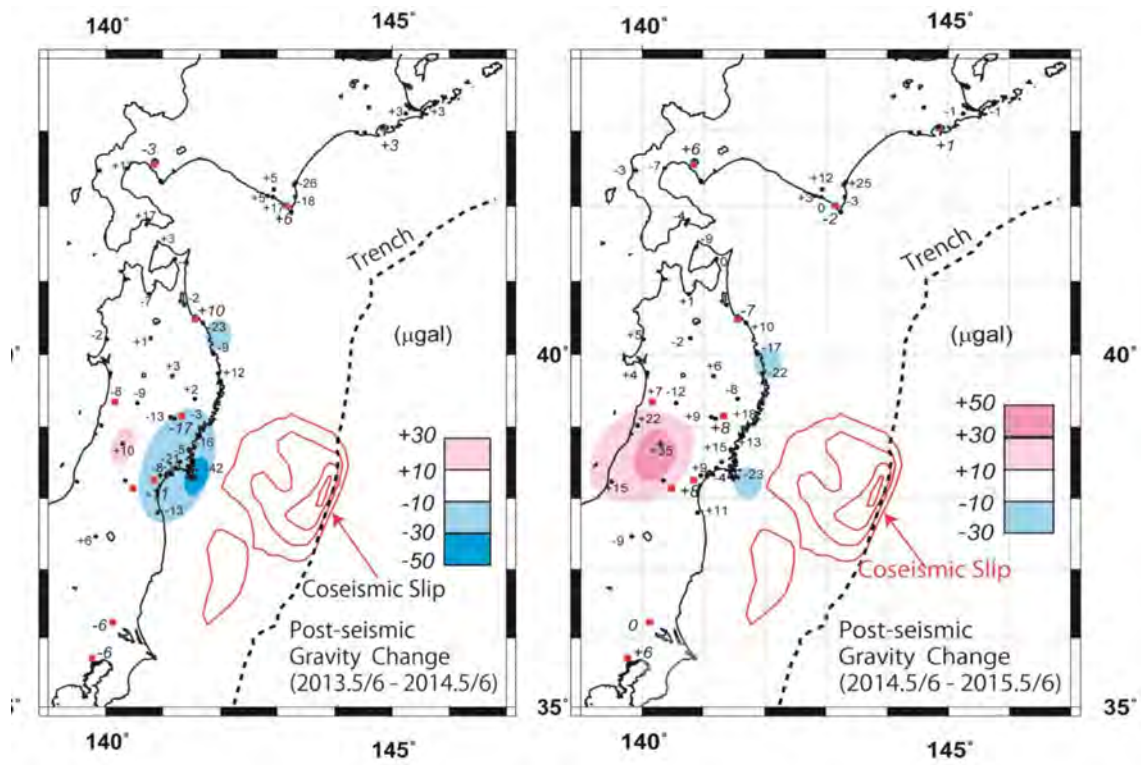 140° 145° 140° 145°
-3 +3 +3
+3
+5
+5 -26
-18
+17
+6
+17
+3
Trench
-7 -2
+10
-23
-2 +1 -9
(μgal)
+3 +12
-8 -9 +2
-13 -3
-17 +16
+10
-42
-8
-13
+6
+30
+10
-10
-30
-50
Coseismic Slip
Post-seismic
Gravity Change
(2013.5/6 – 2014.5/6)
-6
-6
140° 145°
-1 -1
+1
+6
-7
+12 +25
+3 0 -3
-2
-4
-9
0
Trench
+1
-7
+10
+5 -2 -17
(μgal)
40°
+4 +6 -22
+7 -12 -8
+22 +9 +18
+8
+13
+15
+35
+9 -4 -23
+15 +8
+11
-9
+50
+30
+10
-10
-30
Coseismic Slip
Post-seismic
Gravity Change
(2014.5/6 – 2015.5/6)
0
+6
35°
140° 145°